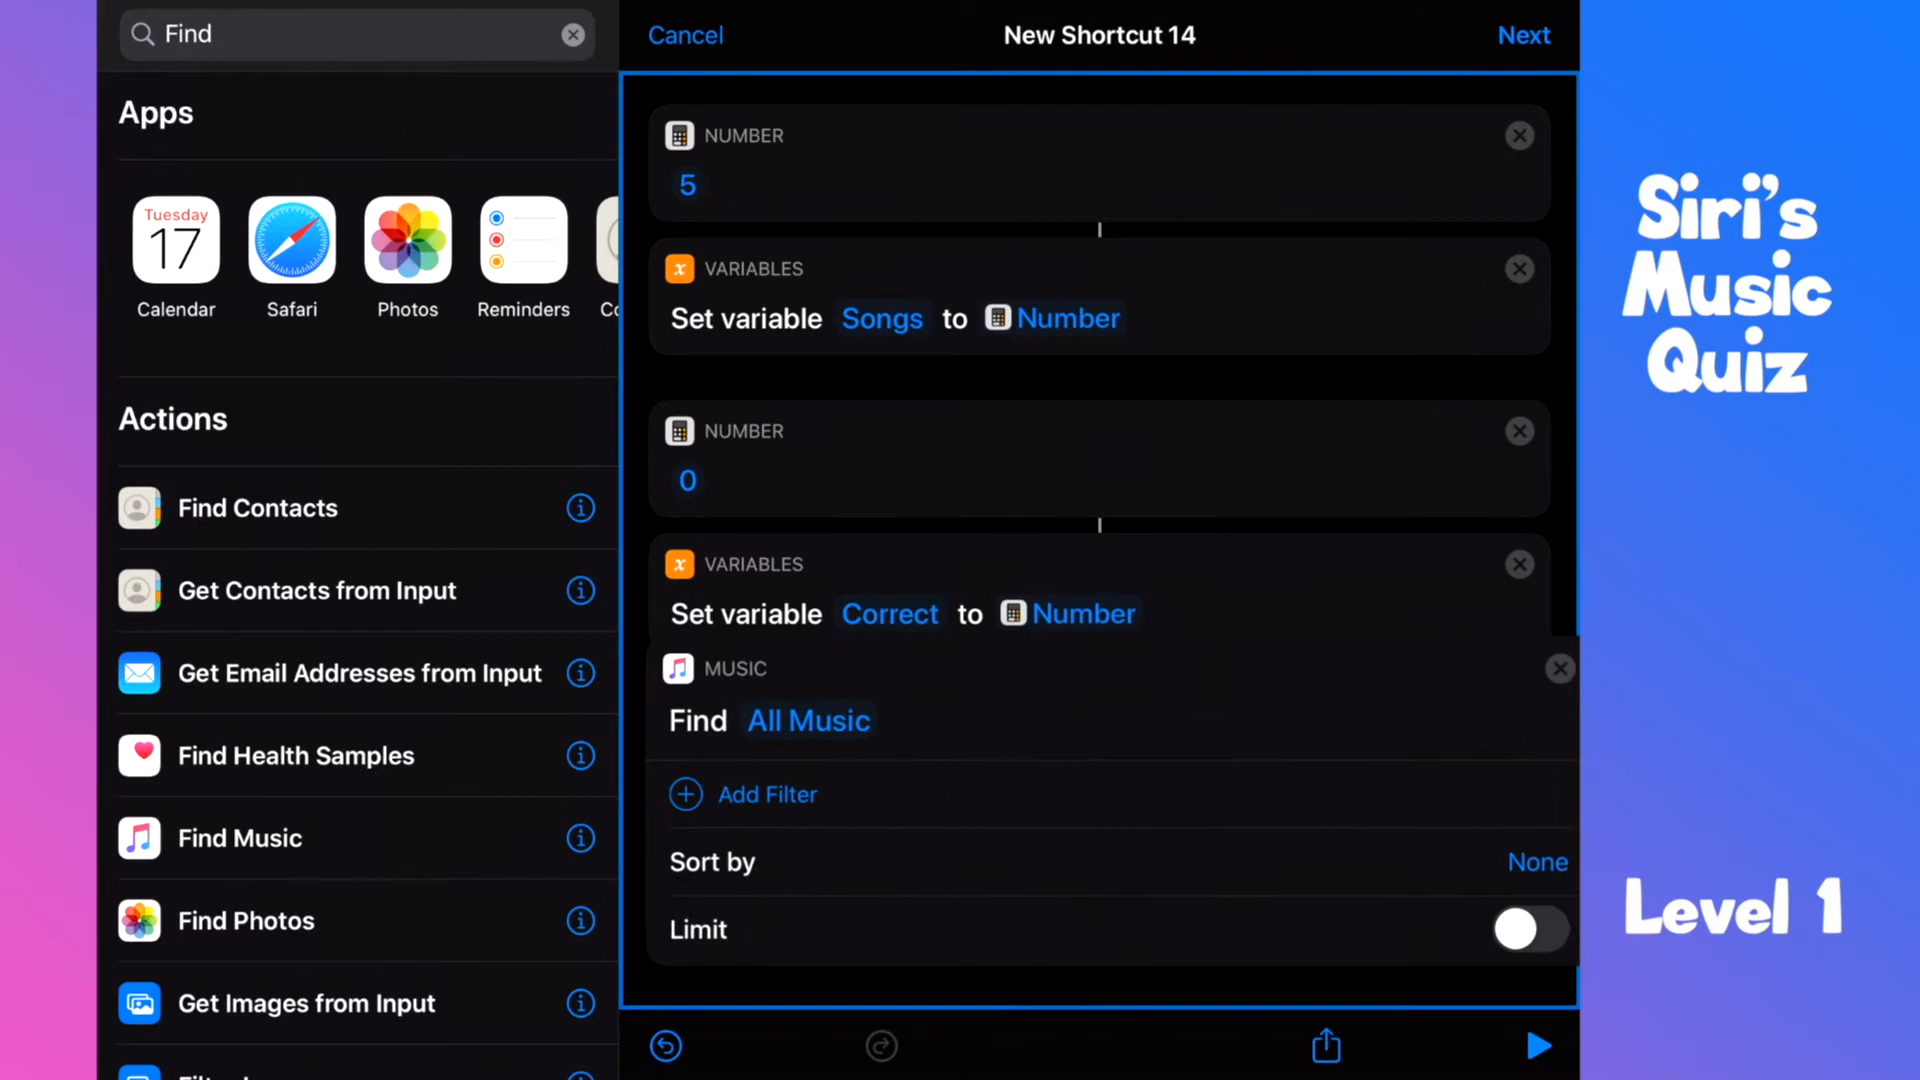 Find
Apps
Tuesday
17
Calendar
Safari
Photos
Reminders
Actions
Find Contacts
Get Contacts from Input
Get Email Addresses from Input
Find Health Samples
Find Music
Find Photos
Get Images from Input
Cancel
New Shortcut 14
Next
NUMBER
5
x VARIABLES
Set variable Songs to Number
NUMBER
0
x VARIABLES
Set variable Correct to Number
MUSIC
Find All Music
Add Filter
Sort by None
Limit
Siri's
Music
Quiz
Level 1